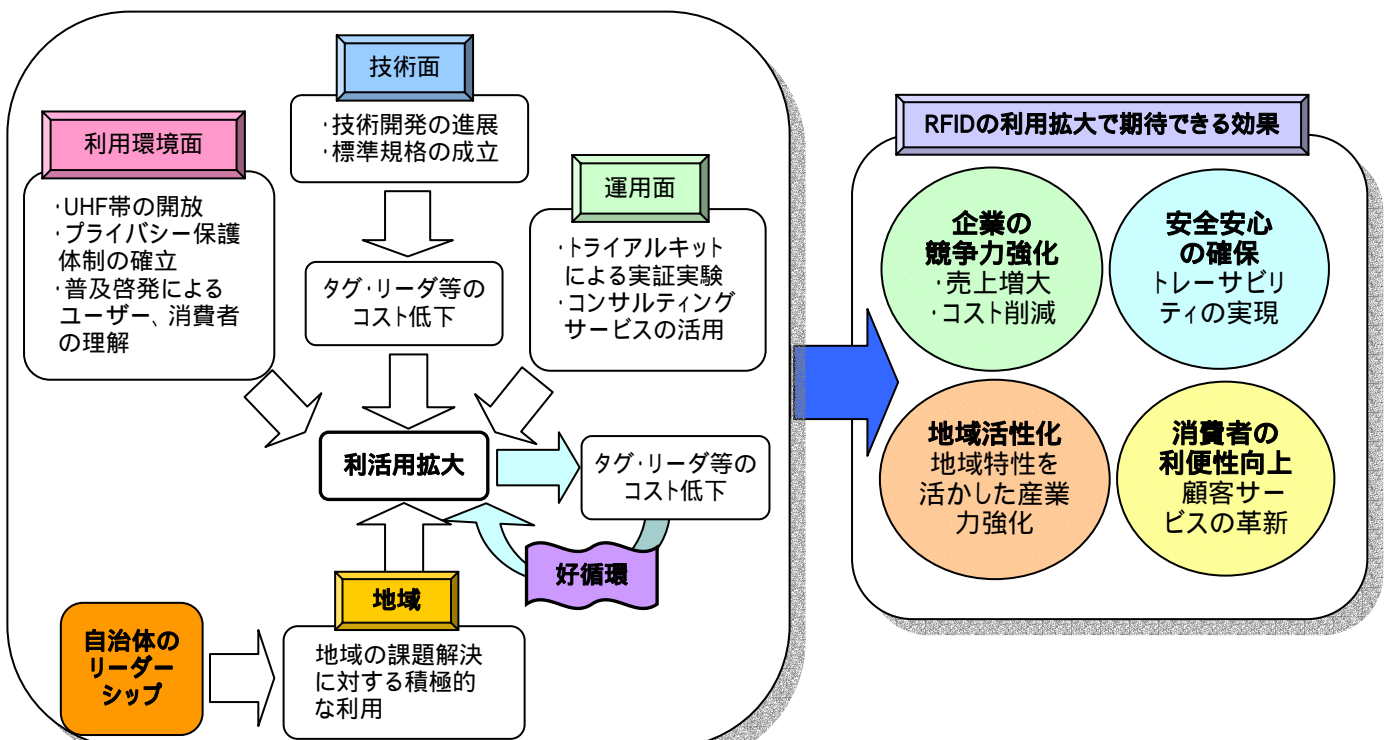 技術面
・技術開発の進展
・標準規格の成立
利用環境面
・UHF帯の開放
・プライバシー保護
体制の確立
・普及啓発による
ユーザー、消費者
の理解
運用面
・トライアルキット
による実証実験
・コンサルティング
サービスの活用
タグ・リーダ等の
コスト低下
利活用拡大
タグ・リーダ等の
コスト低下
好循環
地域
自治体の
リーダー
シップ
地域の課題解決
に対する積極的
な利用
RFIDの利用拡大で期待できる効果
企業の
競争力強化
・売上増大
・コスト削減
安全安心
の確保
トレーサビリ
ティの実現
地域活性化
地域特性を
活かした産業
力強化
消費者の
利便性向上
顧客サー
ビスの革新